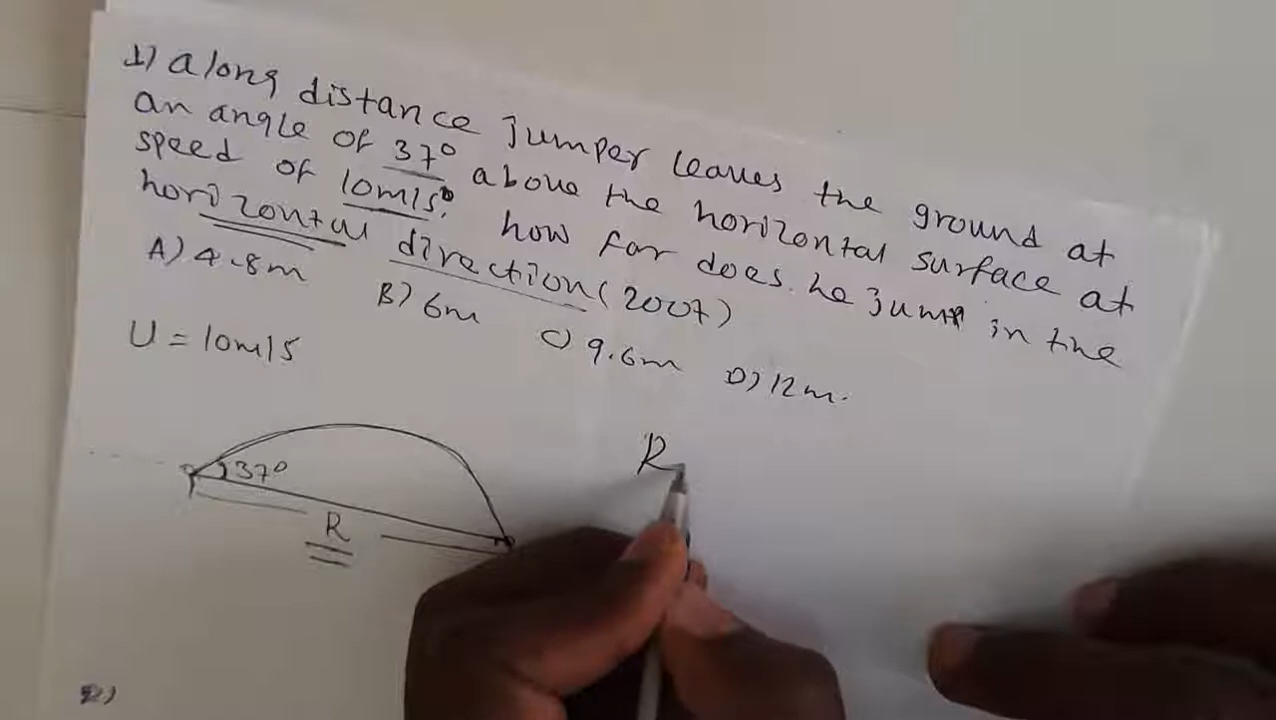 1) a long distance jumper leaves the ground at
an angle of 37° above the horizontal surface at
speed of 10m/s. how far does he jump in the
horizontal direction (2007)
A) 4.8m B) 6m C) 9.6m D) 12m.
U = 10m/s
R
37°
R
2)